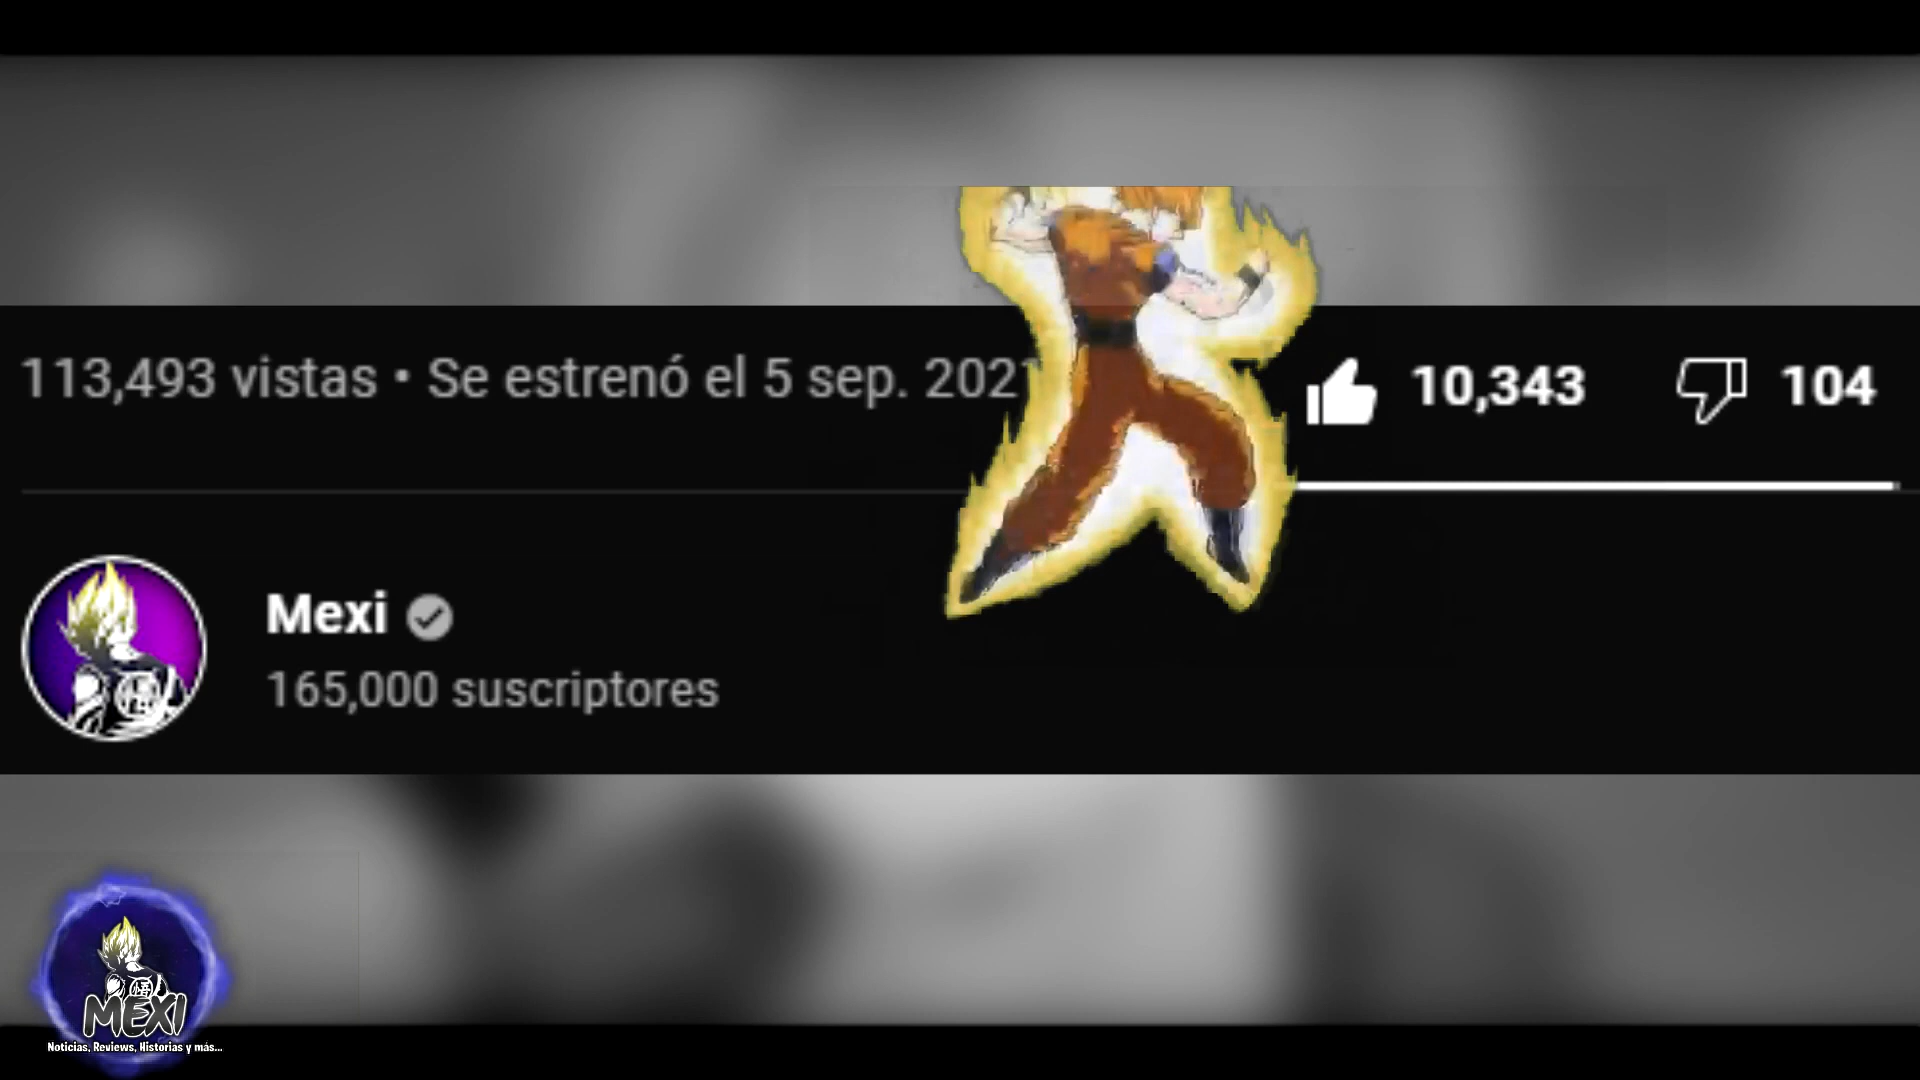 113,493 vistas • Se estrenó el 5 sep. 2021
10,343
104
Mexi
165,000 suscriptores
MEXI
Noticias, Reviews, Historias y más...